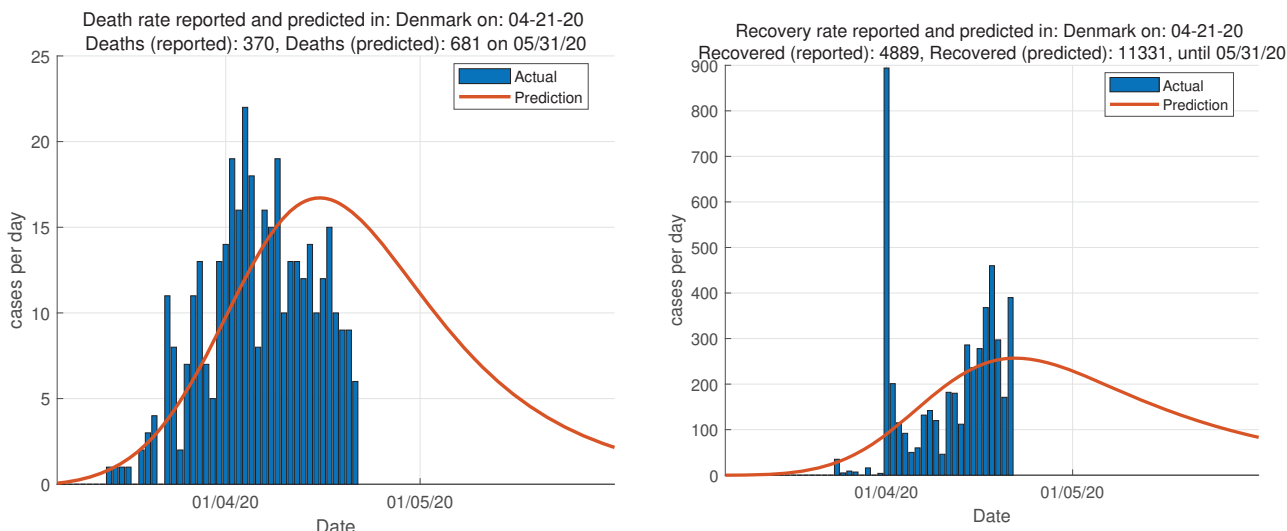 Death rate reported and predicted in: Denmark on: 04-21-20
Deaths (reported): 370, Deaths (predicted): 681 on 05/31/20
25
20
15
10
5
0
cases per day
Actual
Prediction
01/04/20
01/05/20
Date
Recovery rate reported and predicted in: Denmark on: 04-21-20
Recovered (reported): 4889, Recovered (predicted): 11331, until 05/31/20
900
800
700
600
500
400
300
200
100
0
cases per day
Actual
Prediction
01/04/20
01/05/20
Date